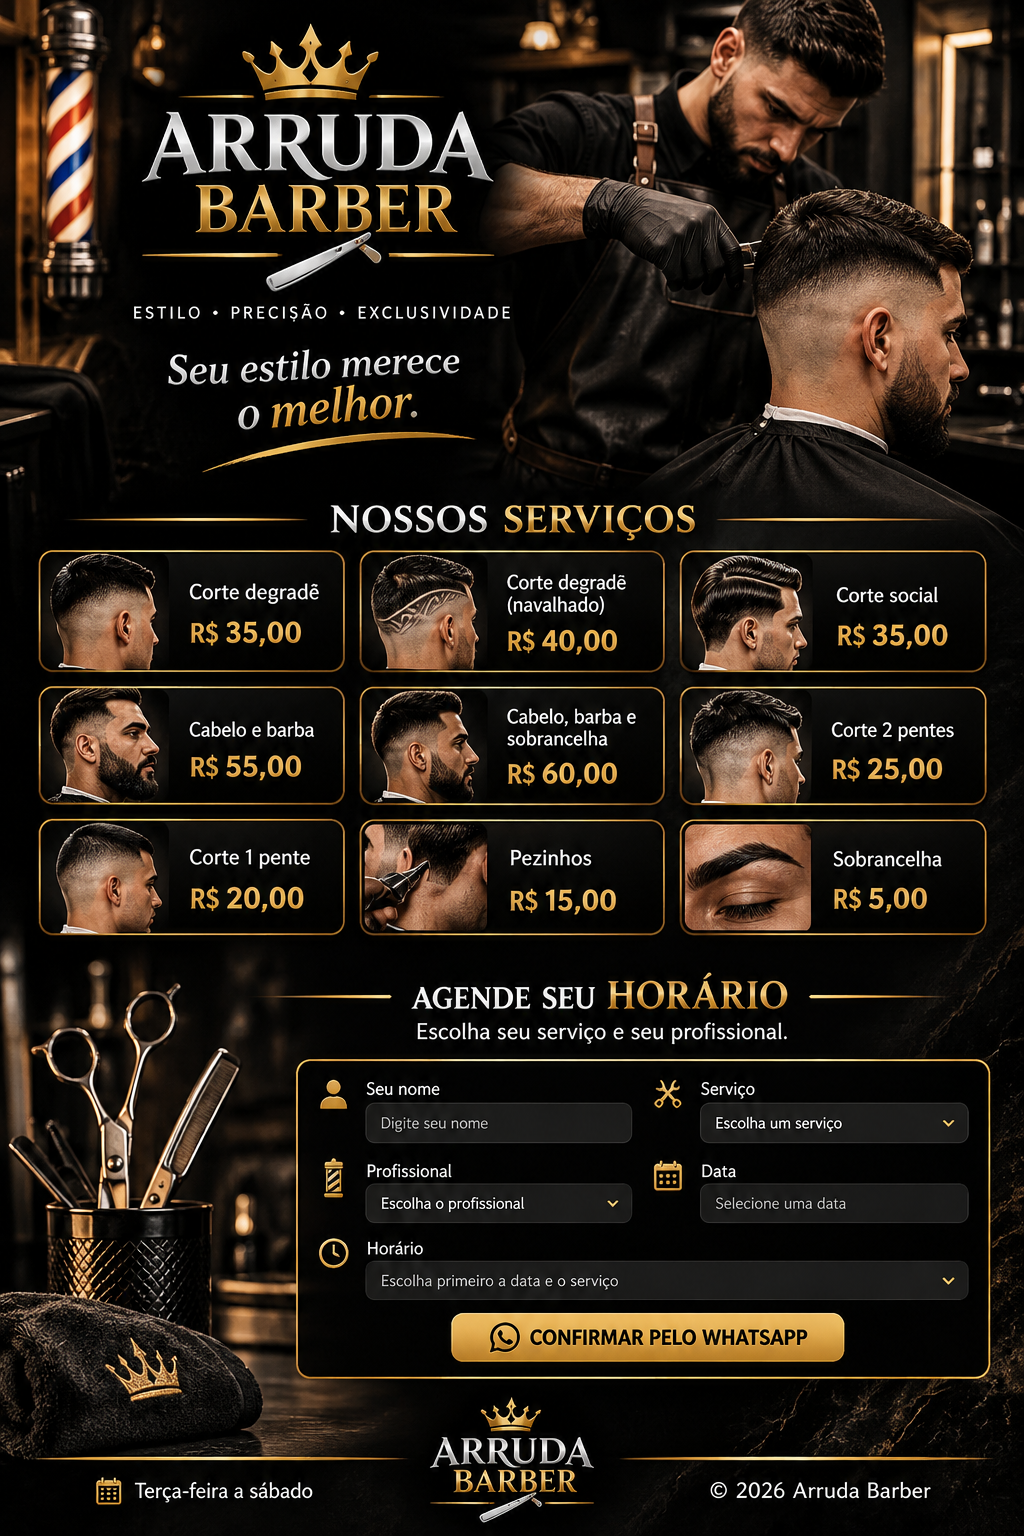 ARRUDA
BARBER
ESTILO • PRECISÃO • EXCLUSIVIDADE
Seu estilo merece
o melhor.
NOSSOS SERVIÇOS
Corte degradê
R$ 35,00
Corte degradê
(navalhado)
R$ 40,00
Corte social
R$ 35,00
Cabelo e barba
R$ 55,00
Cabelo, barba e
sobrancelha
R$ 60,00
Corte 2 pentes
R$ 25,00
Corte 1 pente
R$ 20,00
Pezinhos
R$ 15,00
Sobrancelha
R$ 5,00
AGENDE SEU HORÁRIO
Escolha seu serviço e seu profissional.
Seu nome
Digite seu nome
Serviço
Escolha um serviço
Profissional
Escolha o profissional
Data
Selecione uma data
Horário
Escolha primeiro a data e o serviço
CONFIRMAR PELO WHATSAPP
Terça-feira a sábado
ARRUDA
BARBER
© 2026 Arruda Barber